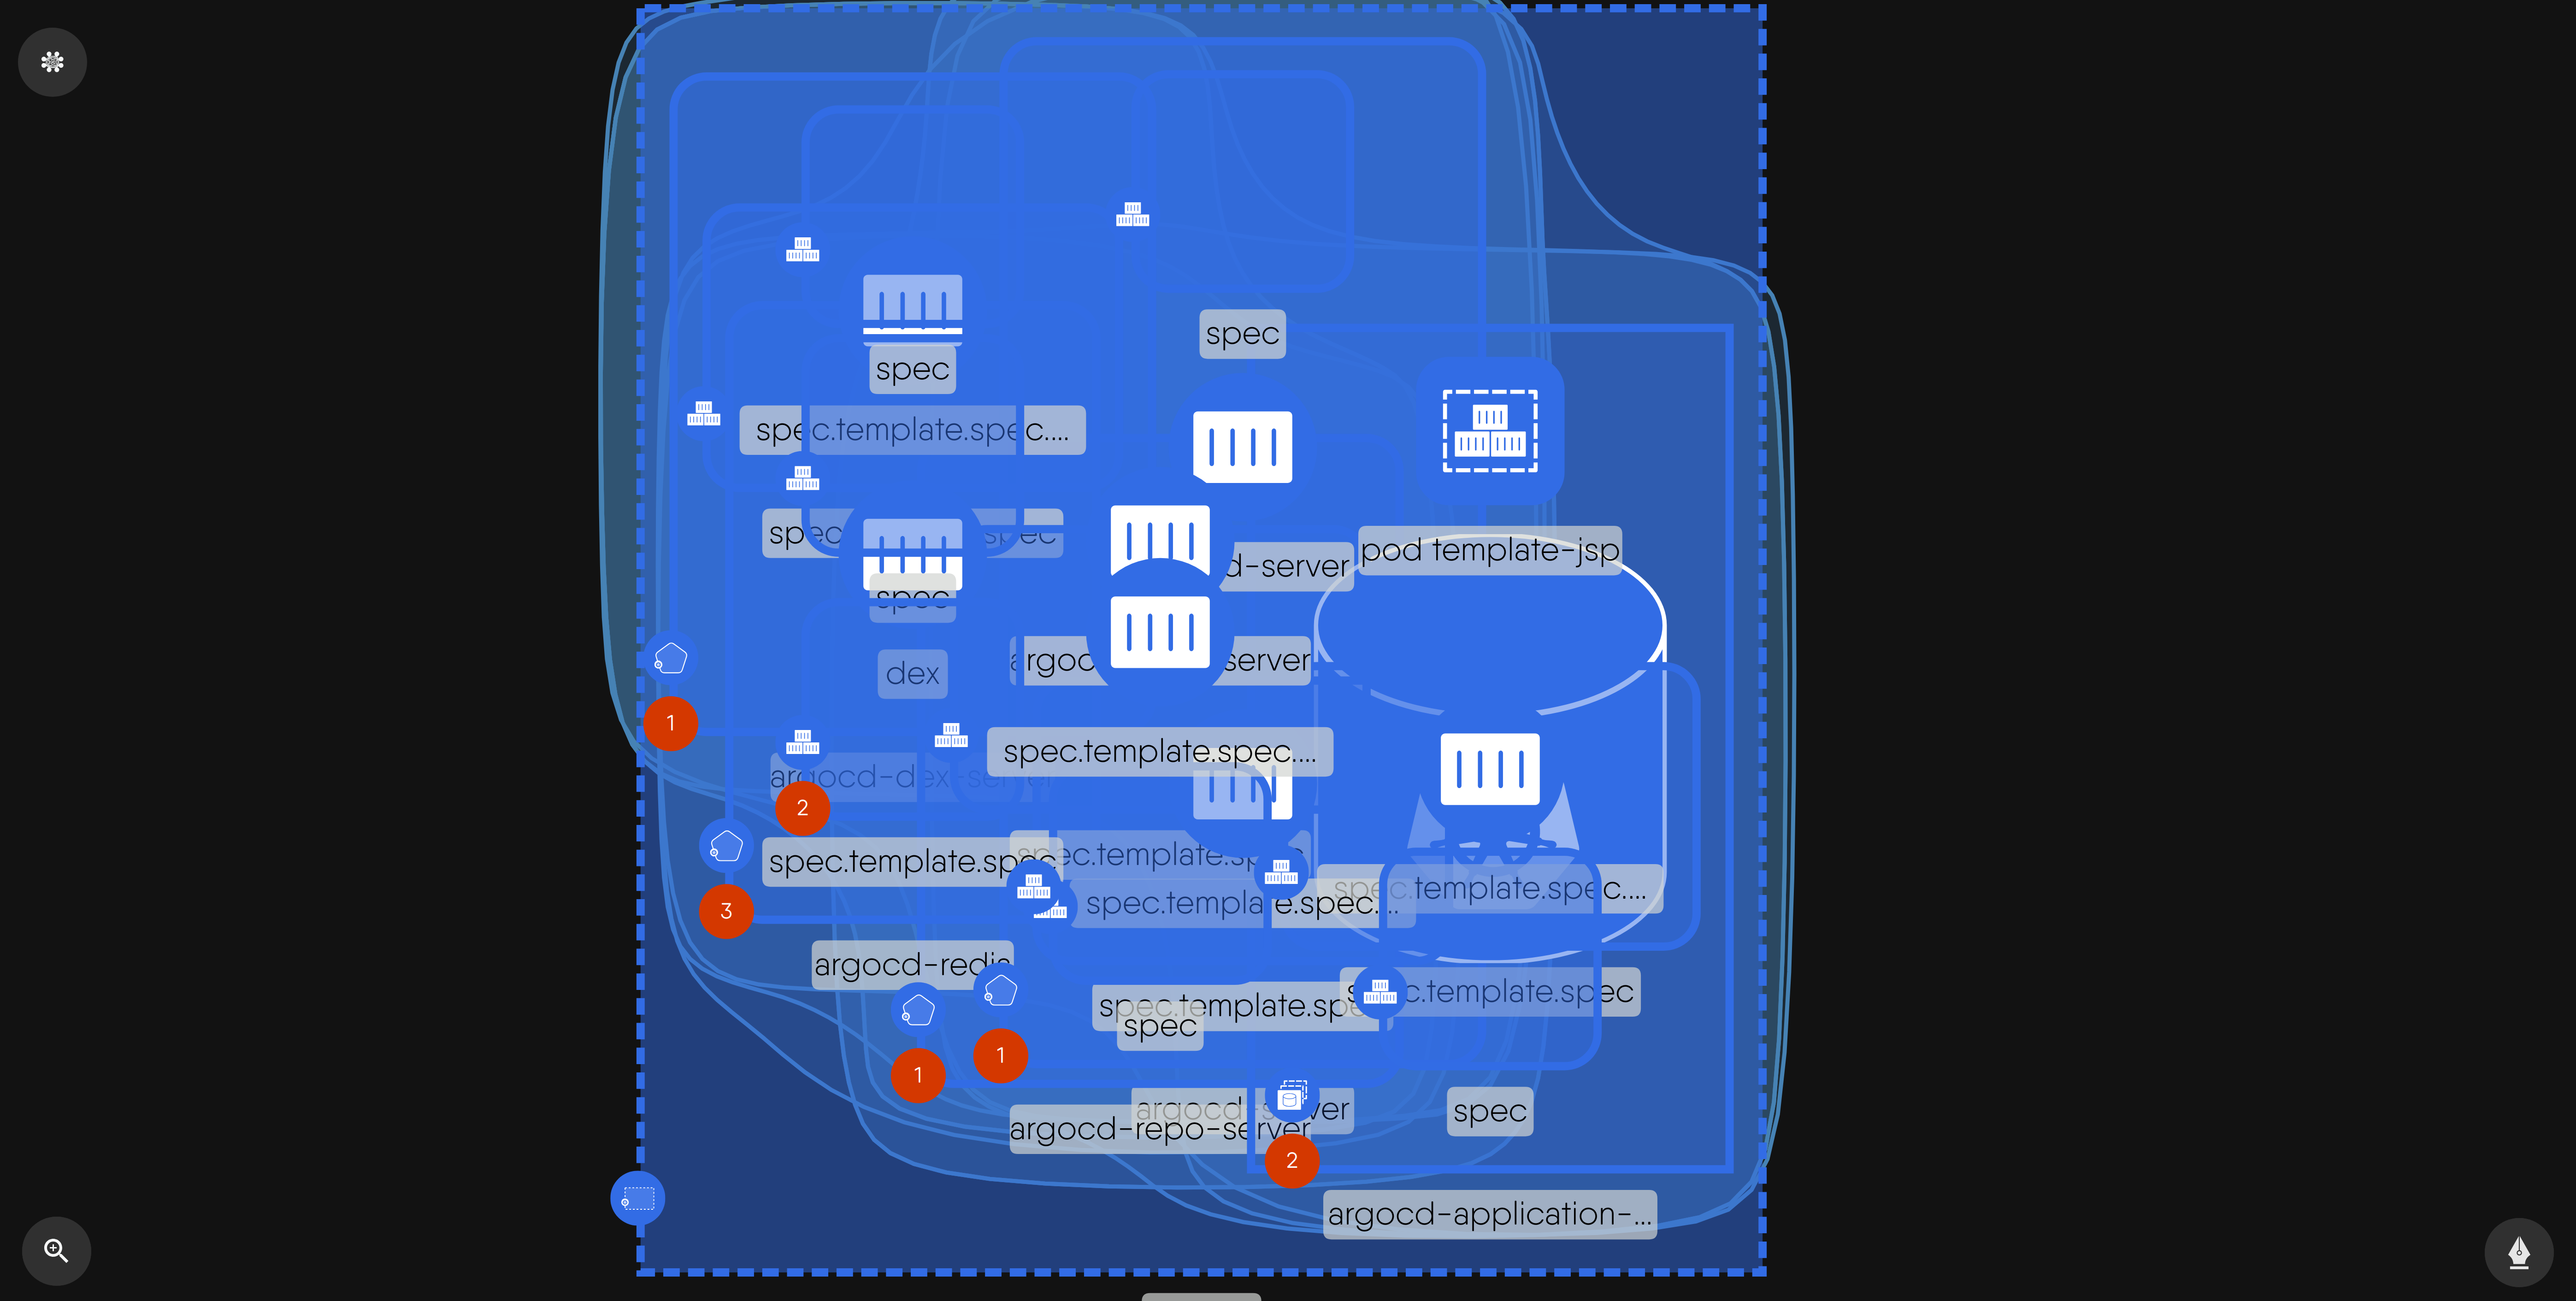 spec
spec
spec.template.spec....
spec
spec
pod template-jsp
d-server
spec
argoc
server
dex
1
spec.template.spec....
argocd-dex-server
2
spec.template.spec
spec.template.spec
spec.template.spec....
spec.template.spec....
3
argocd-redis
spec.template.spec
spec.template.spe
spec
1
1
argocd-server
spec
argocd-repo-server
2
argocd-application-...